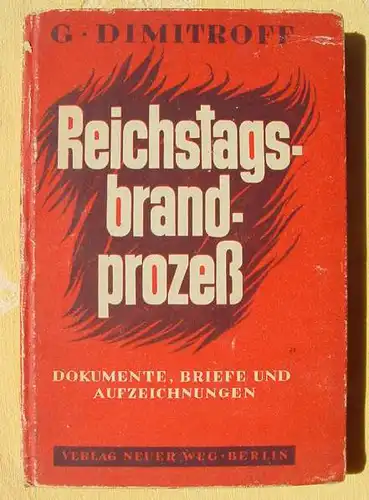 G · DIMITROFF
Reichstags-
brand-
prozeß
DOKUMENTE, BRIEFE UND
AUFZEICHNUNGEN
VERLAG NEUER WEG · BERLIN